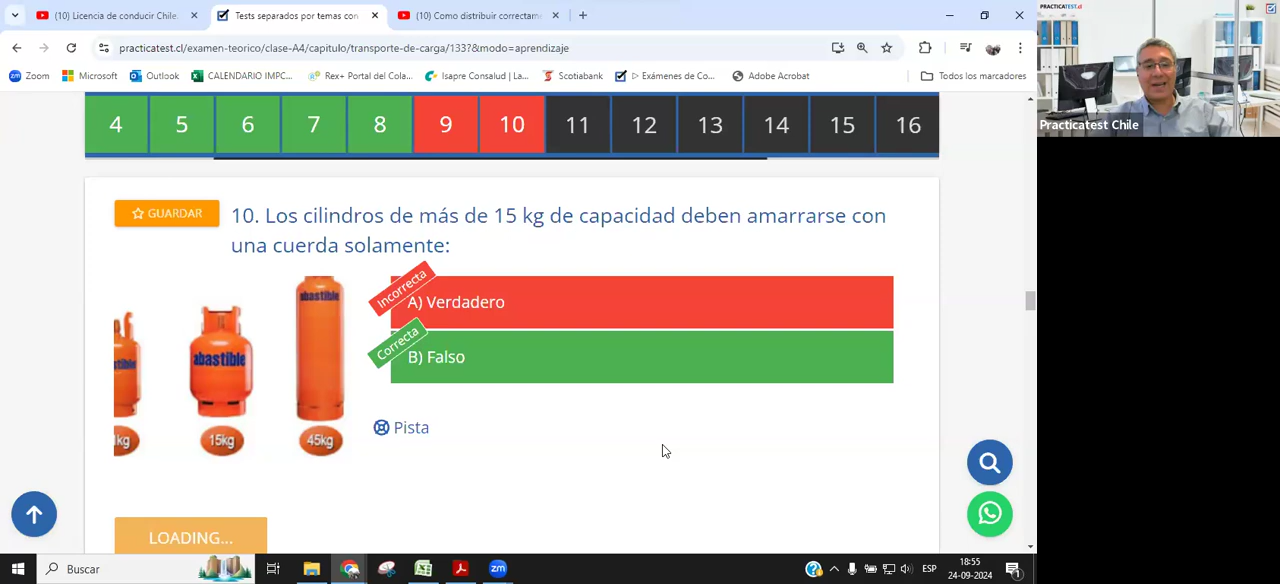 (10) Licencia de conducir Chile:
Tests separados por temas
(10) Como distribuir correctam
practicatest.cl/examen-teorico/clase-A4/capitulo/transporte-de-carga/133?&modo=aprendizaje
Zoom
Microsoft
Outlook
CALENDARIO IMPC...
Rex+ Portal del Cola...
Isapre Consalud | La...
Scotiabank
▷ Exámenes de Co...
Adobe Acrobat
Todos los marcadores
PRACTICATEST.cl
Practicatest Chile
4 5 6 7 8 9 10 11 12 13 14 15 16
GUARDAR
10. Los cilindros de más de 15 kg de capacidad deben amarrarse con
una cuerda solamente:
Incorrecta
A) Verdadero
Correcta
B) Falso
abastible
abastible
1kg
15kg
45kg
Pista
LOADING...
Buscar
zm
ESP
18:55
24-09-2024